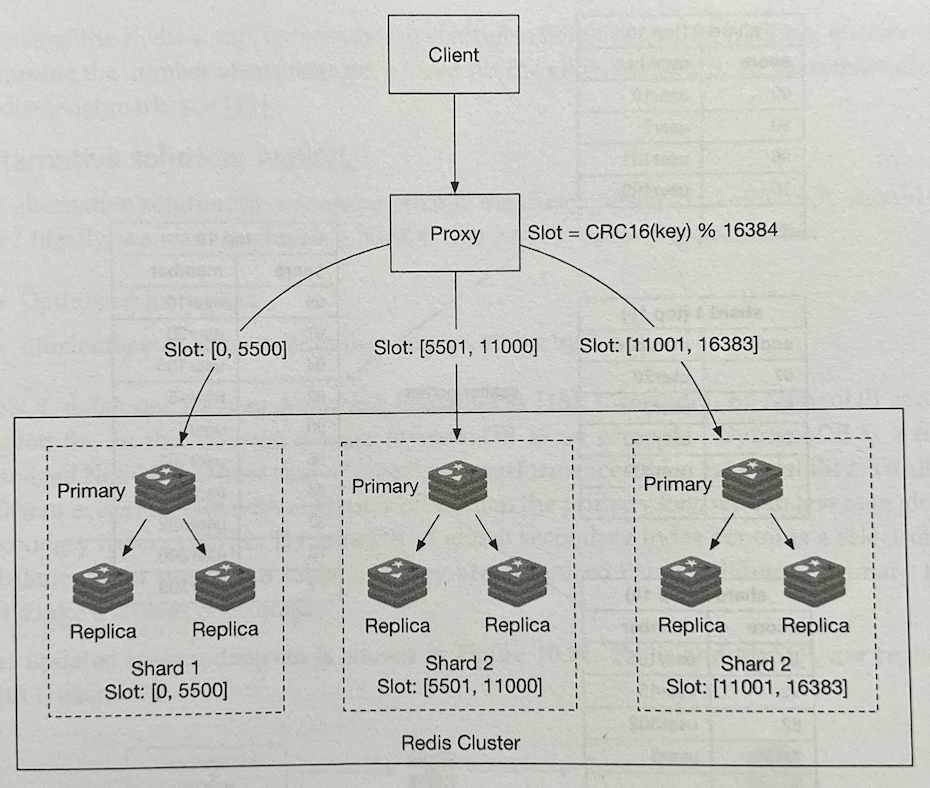 Client
Proxy
Slot = CRC16(key) % 16384
Slot: [0, 5500]
Slot: [5501, 11000]
Slot: [11001, 16383]
Primary
Replica
Replica
Shard 1
Slot: [0, 5500]
Primary
Replica
Replica
Shard 2
Slot: [5501, 11000]
Primary
Replica
Replica
Shard 2
Slot: [11001, 16383]
Redis Cluster